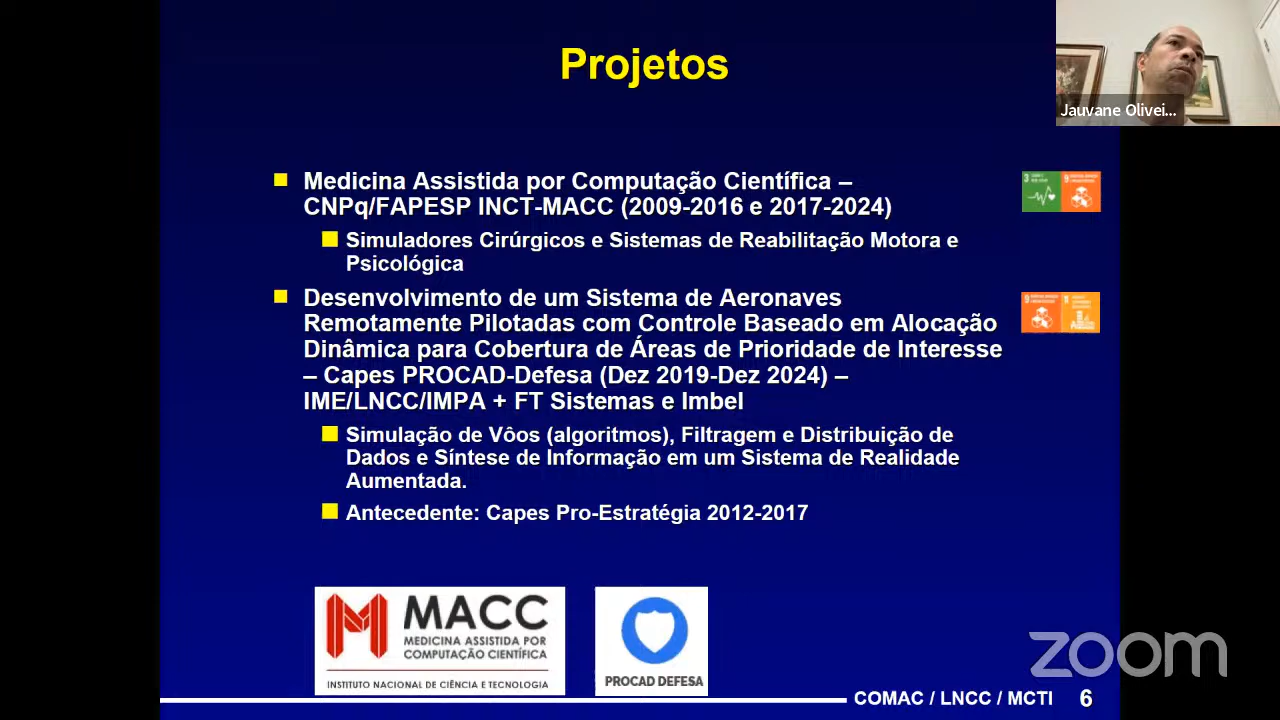 Projetos
Jauvane Olivei...
Medicina Assistida por Computação Científica –
CNPq/FAPESP INCT-MACC (2009-2016 e 2017-2024)
3
9
Simuladores Cirúrgicos e Sistemas de Reabilitação Motora e
Psicológica
Desenvolvimento de um Sistema de Aeronaves
Remotamente Pilotadas com Controle Baseado em Alocação
Dinâmica para Cobertura de Áreas de Prioridade de Interesse
– Capes PROCAD-Defesa (Dez 2019-Dez 2024) –
IME/LNCC/IMPA + FT Sistemas e Imbel
9
Simulação de Vôos (algoritmos), Filtragem e Distribuição de
Dados e Síntese de Informação em um Sistema de Realidade
Aumentada.
Antecedente: Capes Pro-Estratégia 2012-2017
MACC
MEDICINA ASSISTIDA POR
COMPUTAÇÃO CIENTÍFICA
INSTITUTO NACIONAL DE CIÊNCIA E TECNOLOGIA
PROCAD DEFESA
zoom
COMAC / LNCC / MCTI 6